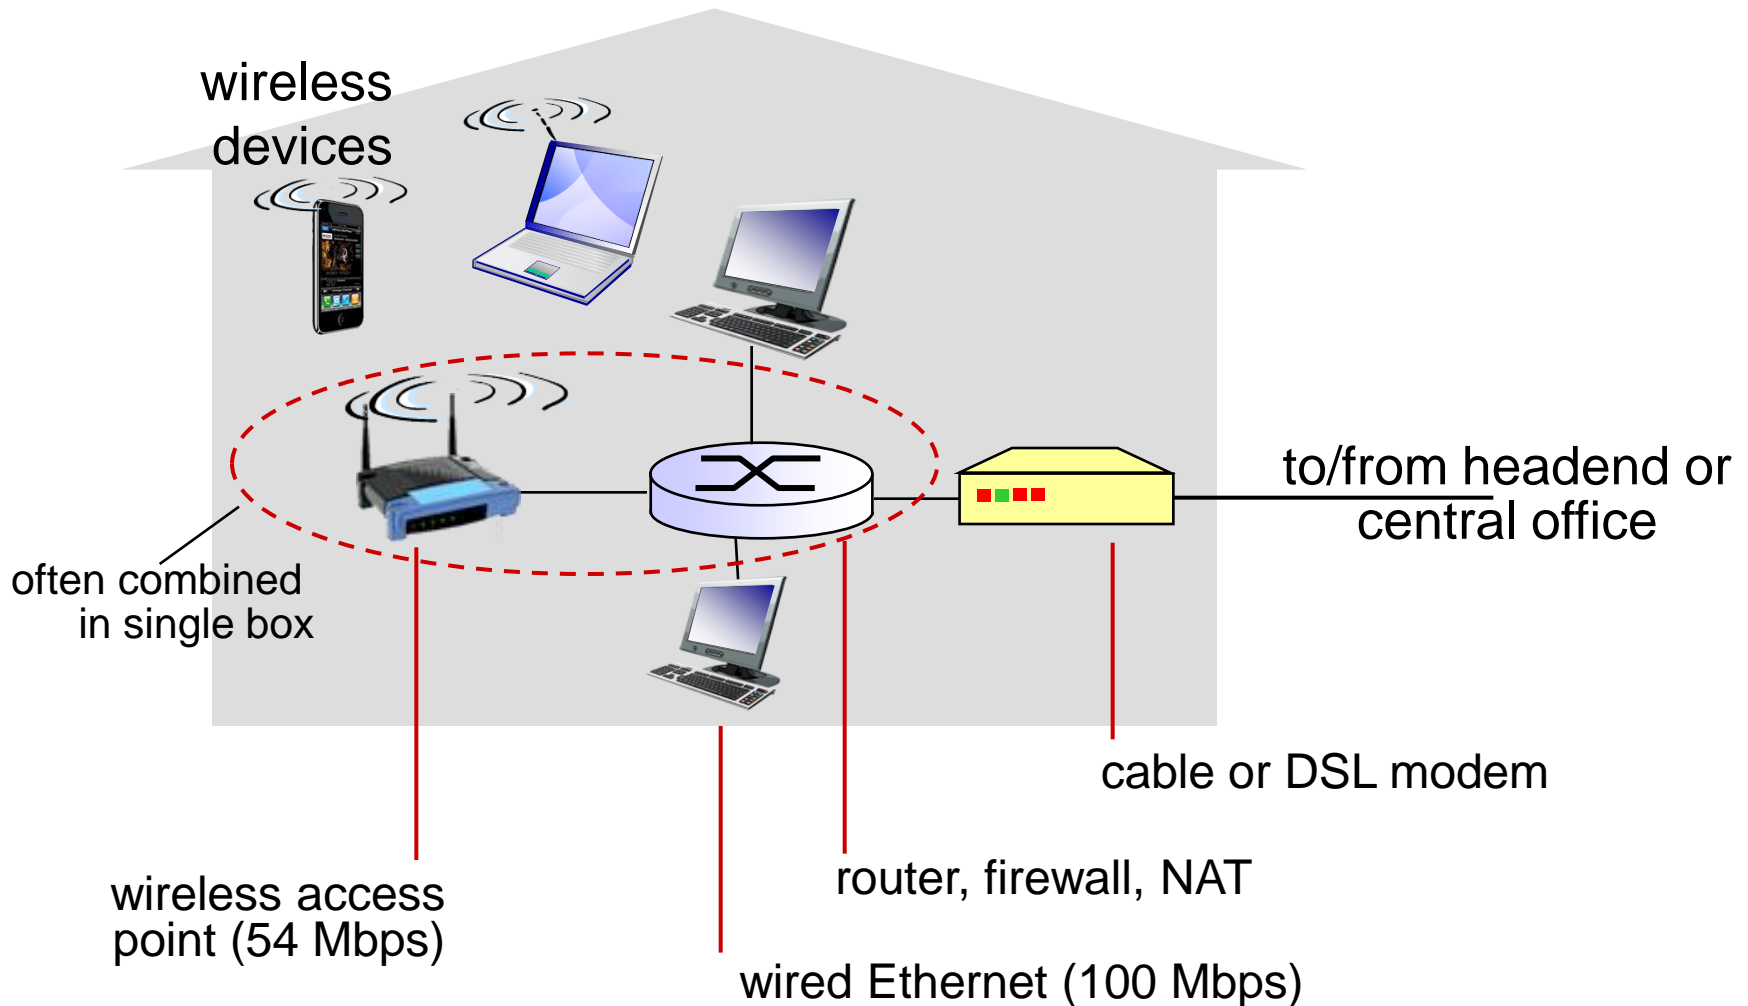 wireless
devices
to/from headend or
central office
often combined
in single box
cable or DSL modem
router, firewall, NAT
wireless access
point (54 Mbps)
wired Ethernet (100 Mbps)